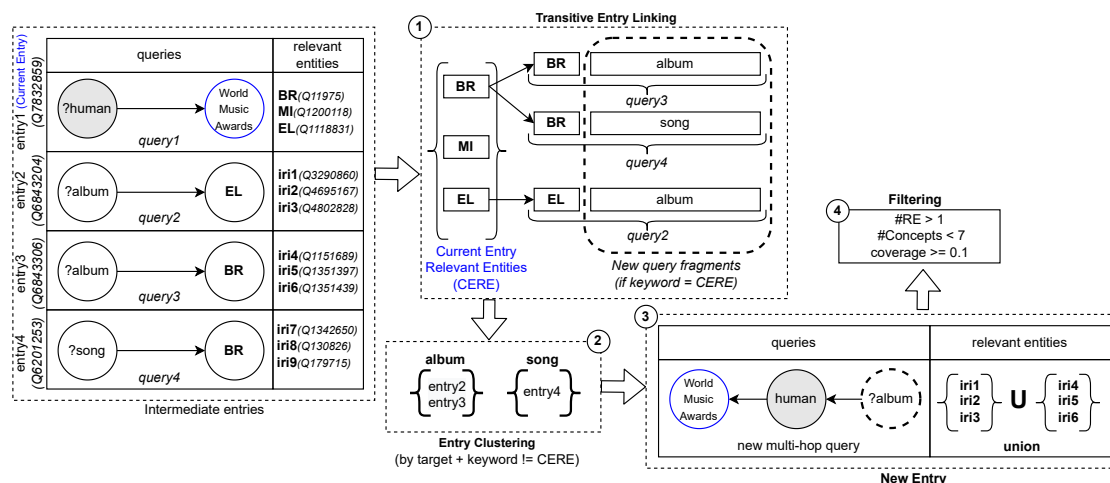 Transitive Entry Linking
1
queries
relevant
entities
entry1 (Current Entry)
(Q7832859)
?human
World
Music
Awards
query1
BR(Q11975)
MI(Q1200118)
EL(Q1118831)
entry2
(Q6843204)
?album
EL
query2
iri1(Q3290860)
iri2(Q4695167)
iri3(Q4802828)
entry3
(Q6843306)
?album
BR
query3
iri4(Q1151689)
iri5(Q1351397)
iri6(Q1351439)
entry4
(Q6201253)
?song
BR
query4
iri7(Q1342650)
iri8(Q130826)
iri9(Q179715)
Intermediate entries
BR
MI
EL
BR
album
query3
BR
song
query4
EL
album
query2
Current Entry
Relevant Entities
(CERE)
New query fragments
(if keyword = CERE)
2
album
song
entry2
entry3
entry4
Entry Clustering
(by target + keyword != CERE)
3
queries
relevant entities
World
Music
Awards
human
?album
new multi-hop query
iri1
iri2
iri3
U
iri4
iri5
iri6
union
New Entry
4
Filtering
#RE > 1
#Concepts < 7
coverage >= 0.1